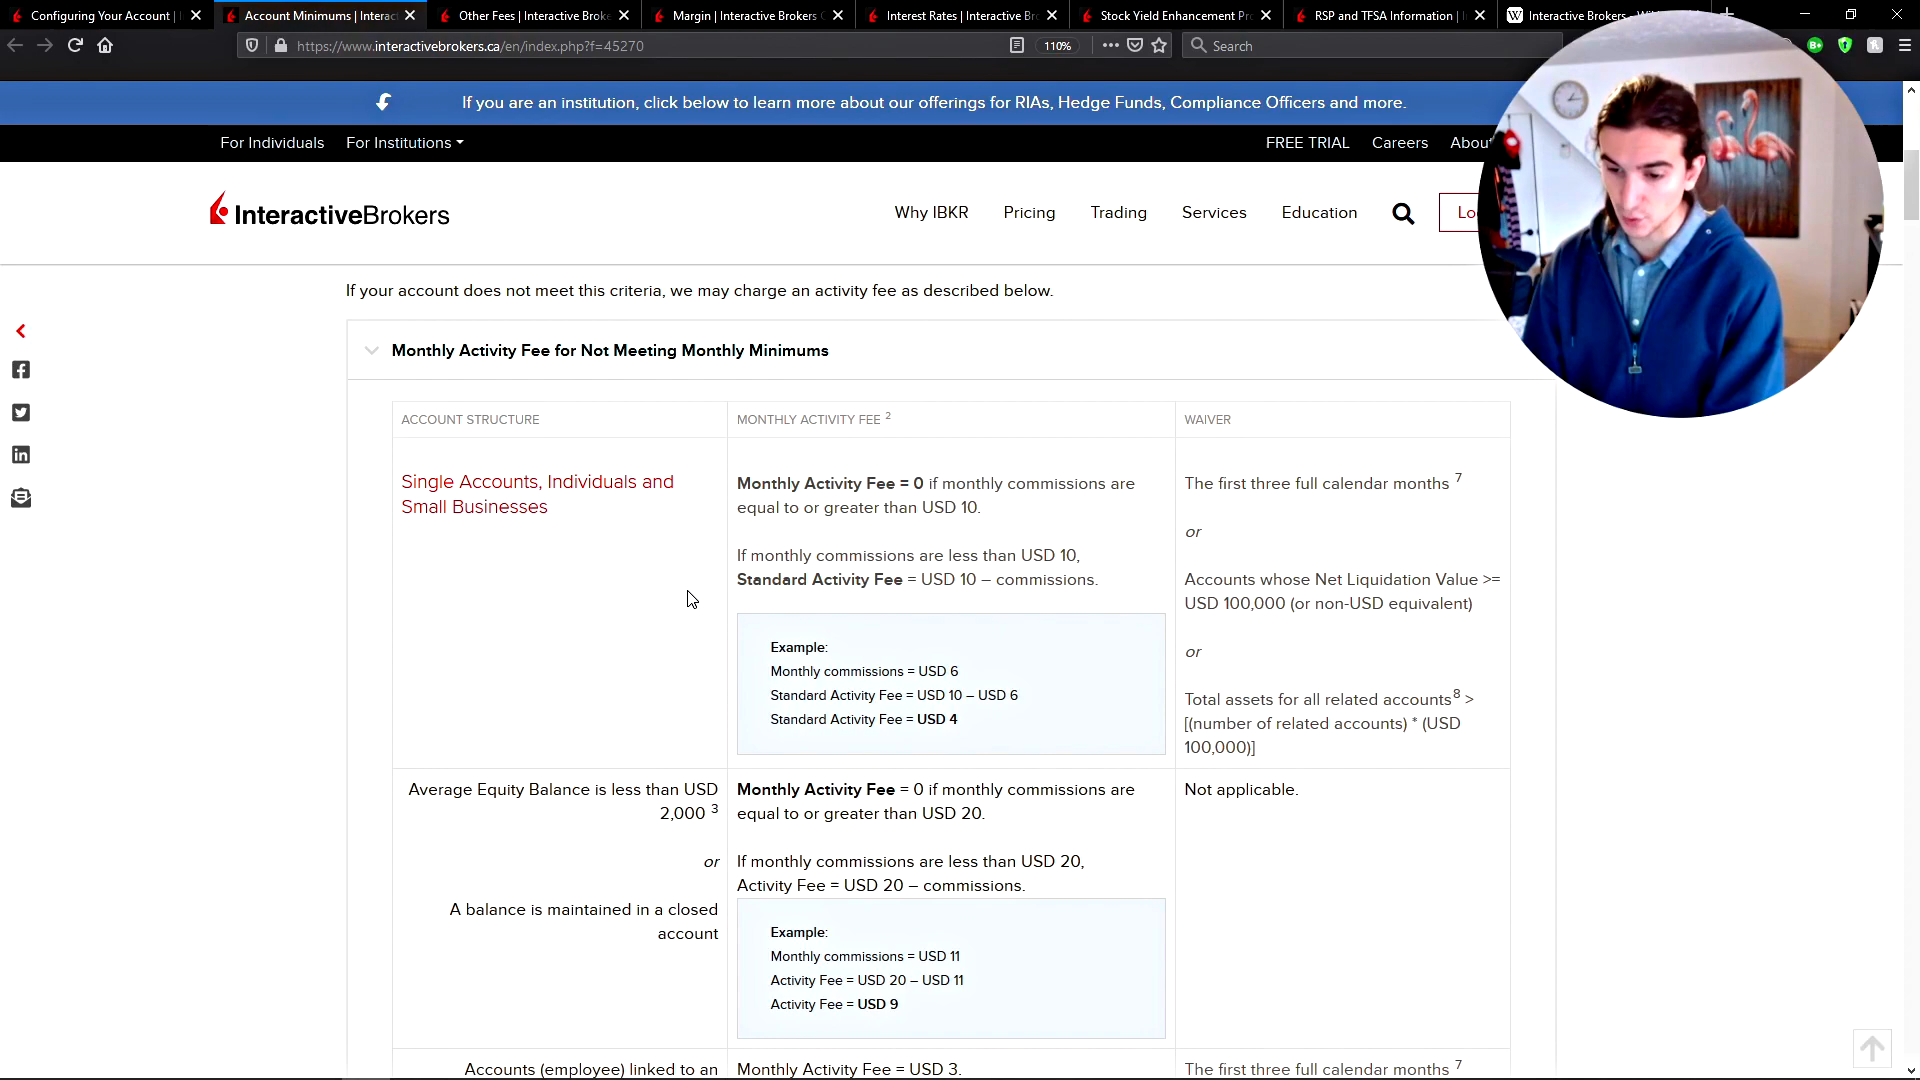 Configuring Your Account |
Account Minimums | Interac
Other Fees | Interactive Broke
Margin | Interactive Brokers
Interest Rates | Interactive Br
Stock Yield Enhancement Pr
RSP and TFSA Information |
Interactive Brokers
https://www.interactivebrokers.ca/en/index.php?f=45270
110%
Search
If you are an institution, click below to learn more about our offerings for RIAs, Hedge Funds, Compliance Officers and more.
For Individuals
For Institutions
FREE TRIAL
Careers
About
InteractiveBrokers
Why IBKR
Pricing
Trading
Services
Education
Lo
If your account does not meet this criteria, we may charge an activity fee as described below.
Monthly Activity Fee for Not Meeting Monthly Minimums
ACCOUNT STRUCTURE
MONTHLY ACTIVITY FEE 2
WAIVER
Single Accounts, Individuals and
Small Businesses
Monthly Activity Fee = 0 if monthly commissions are
equal to or greater than USD 10.
If monthly commissions are less than USD 10,
Standard Activity Fee = USD 10 – commissions.
Example:
Monthly commissions = USD 6
Standard Activity Fee = USD 10 – USD 6
Standard Activity Fee = USD 4
The first three full calendar months 7
or
Accounts whose Net Liquidation Value >=
USD 100,000 (or non-USD equivalent)
or
Total assets for all related accounts8 >
[(number of related accounts) * (USD
100,000)]
Average Equity Balance is less than USD
2,000 3
or
A balance is maintained in a closed
account
Monthly Activity Fee = 0 if monthly commissions are
equal to or greater than USD 20.
If monthly commissions are less than USD 20,
Activity Fee = USD 20 – commissions.
Example:
Monthly commissions = USD 11
Activity Fee = USD 20 – USD 11
Activity Fee = USD 9
Not applicable.
Accounts (employee) linked to an
Monthly Activity Fee = USD 3.
The first three full calendar months 7